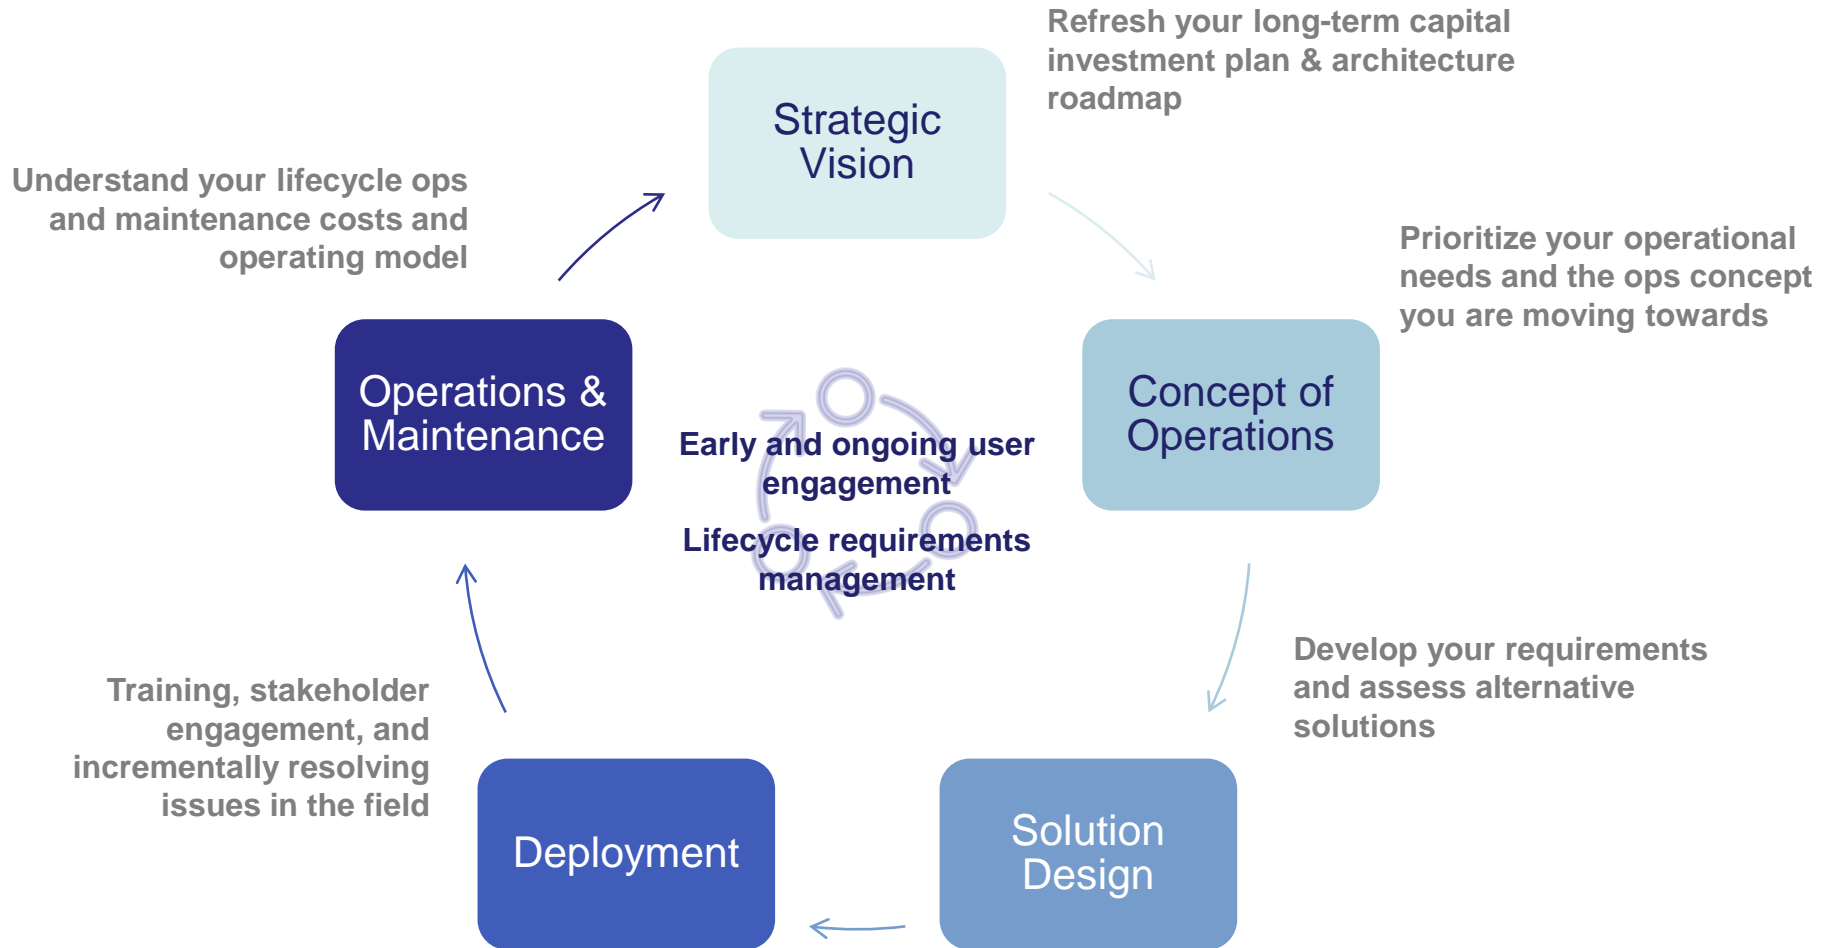 Refresh your long-term capital
investment plan & architecture
roadmap
Strategic
Vision
Understand your lifecycle ops
and maintenance costs and
operating model
Prioritize your operational
needs and the ops concept
you are moving towards
Operations &
Maintenance
Concept of
Operations
Early and ongoing user
engagement
Lifecycle requirements
management
Develop your requirements
and assess alternative
solutions
Training, stakeholder
engagement, and
incrementally resolving
issues in the field
Deployment
Solution
Design